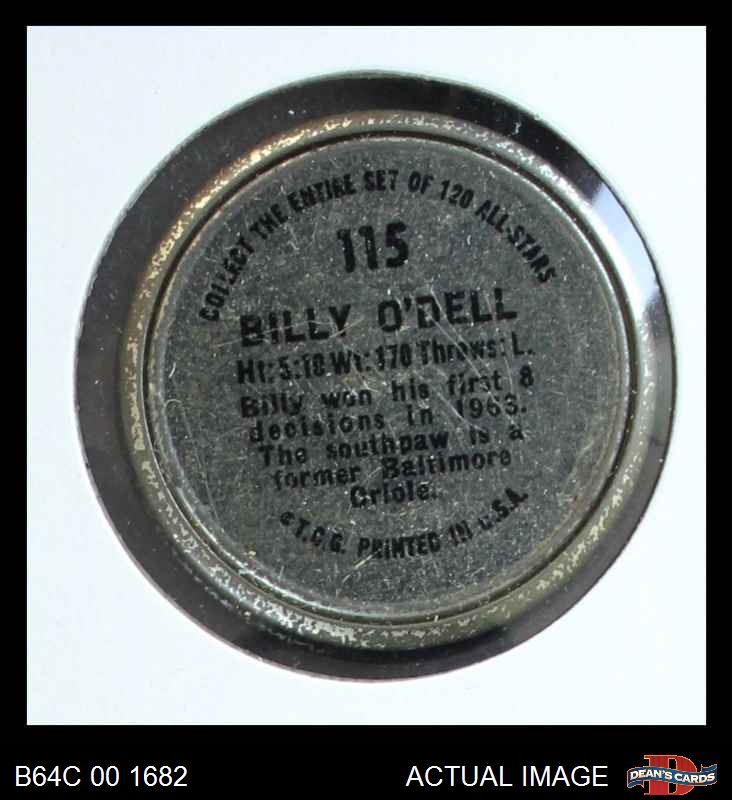 COLLECT THE ENTIRE SET OF 120 ALL-STARS
115
BILLY O'DELL
Ht: 5:10 Wt: 170 Throws: L.
Billy won his first 8
decisions in 1963.
The southpaw is a
former Baltimore
Oriole.
© T.C.G. PRINTED IN U.S.A.
B64C 00 1682
ACTUAL IMAGE
D
DEAN'S CARDS